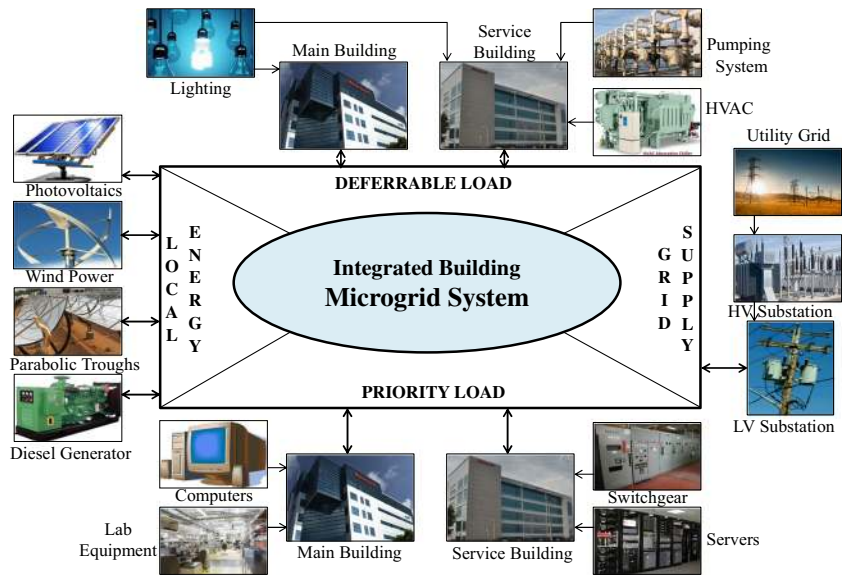 Lighting
Main Building
Service
Building
Pumping
System
HVAC
Utility Grid
HV Substation
LV Substation
Photovoltaics
Wind Power
Parabolic Troughs
Diesel Generator
DEFERRABLE LOAD
LOCAL
ENERGY
Integrated Building
Microgrid System
GRID
SUPPLY
PRIORITY LOAD
Computers
Lab
Equipment
Main Building
Service Building
Switchgear
Servers